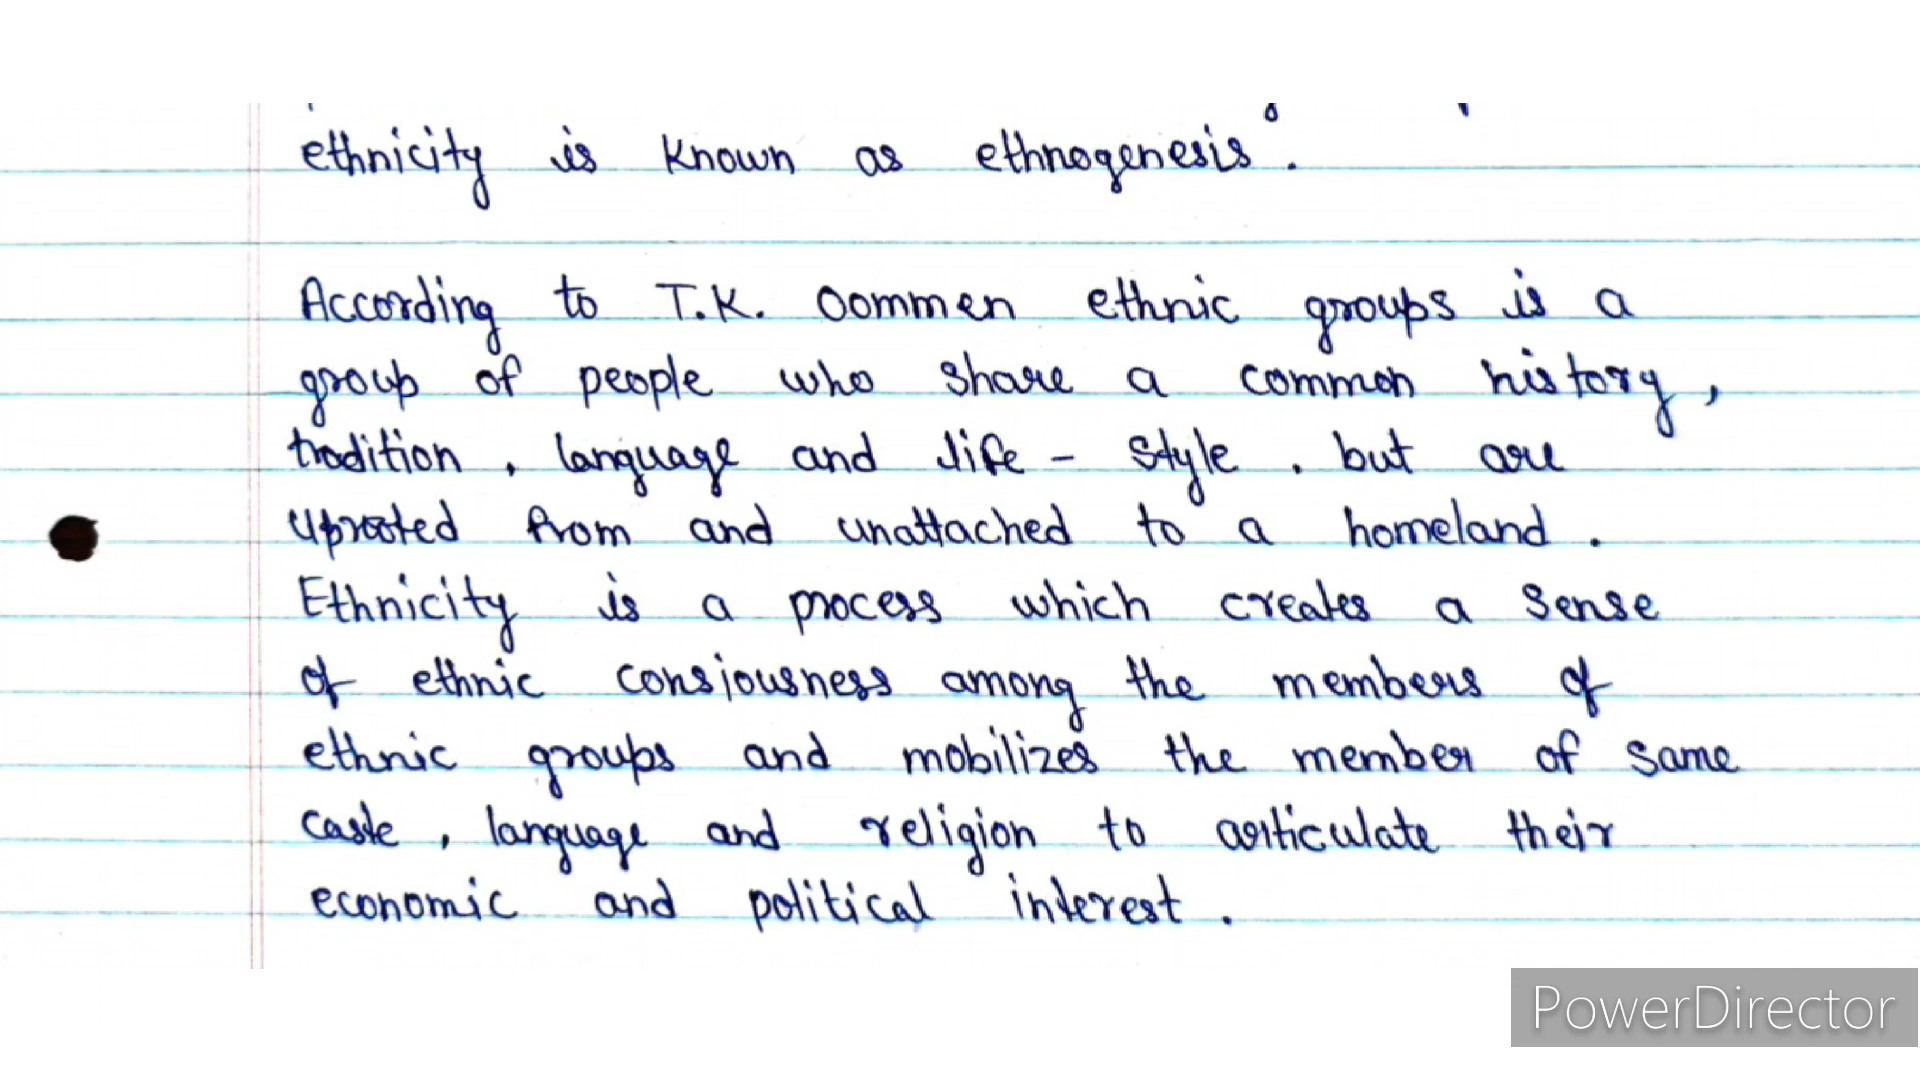 ethnicity is known as ethnogenesis.
According to T.K. Oommen ethnic groups is a
group of people who share a common history,
tradition, language and life - style, but are
uprooted from and unattached to a homeland.
Ethnicity is a process which creates a sense
of ethnic consiousness among the members of
ethnic groups and mobilizes the member of same
caste, language and religion to articulate their
economic and political interest.
PowerDirector